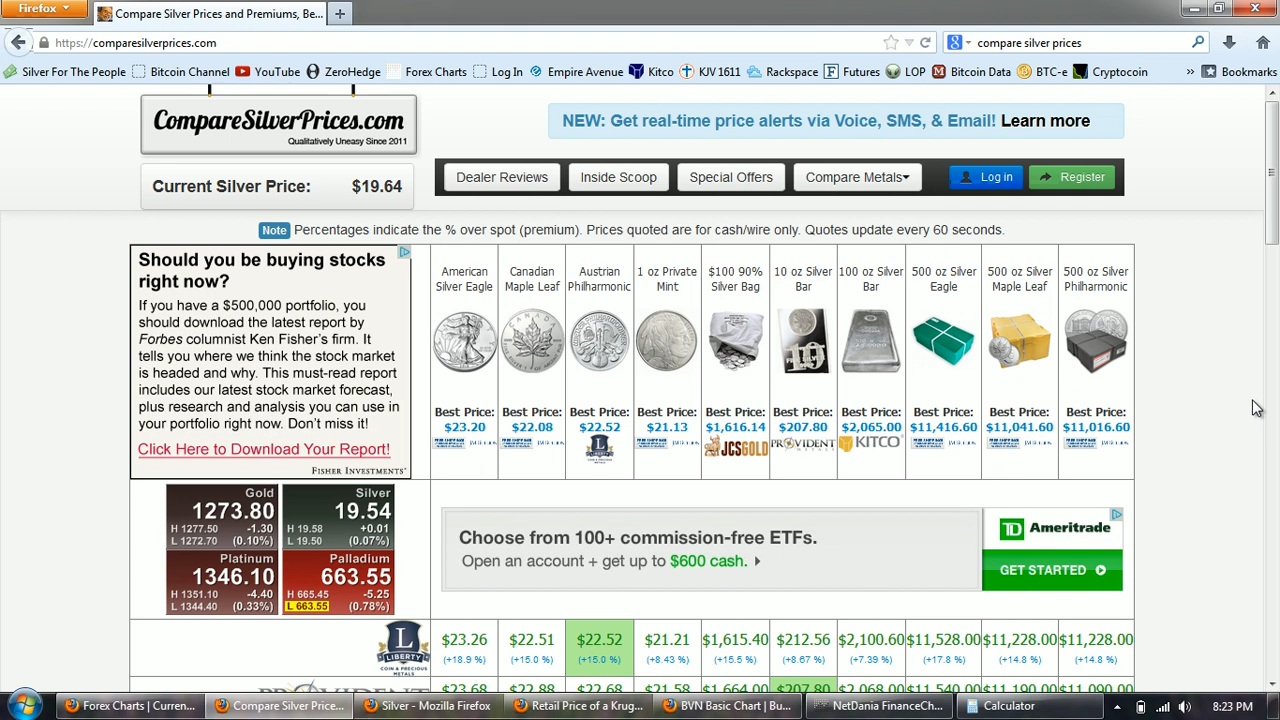 Firefox
Compare Silver Prices and Premiums, Be...
https://comparesilverprices.com
compare silver prices
Silver For The People
Bitcoin Channel
YouTube
ZeroHedge
Forex Charts
Log In
Empire Avenue
Kitco
KJV 1611
Rackspace
Futures
LOP
Bitcoin Data
BTC-e
Cryptocoin
»
Bookmarks
CompareSilverPrices.com
Qualitatively Uneasy Since 2011
NEW: Get real-time price alerts via Voice, SMS, & Email! Learn more
Current Silver Price: $19.64
Dealer Reviews
Inside Scoop
Special Offers
Compare Metals
Log in
Register
Note Percentages indicate the % over spot (premium). Prices quoted are for cash/wire only. Quotes update every 60 seconds.
Should you be buying stocks
right now?
If you have a $500,000 portfolio, you
should download the latest report by
Forbes columnist Ken Fisher's firm. It
tells you where we think the stock market
is headed and why. This must-read report
includes our latest stock market forecast,
plus research and analysis you can use in
your portfolio right now. Don't miss it!
Click Here to Download Your Report!
FISHER INVESTMENTS
American
Silver Eagle
Best Price:
$23.20
Canadian
Maple Leaf
Best Price:
$22.08
Austrian
Philharmonic
Best Price:
$22.52
1 oz Private
Mint
Best Price:
$21.13
$100 90%
Silver Bag
Best Price:
$1,616.14
JCSGOLD
10 oz Silver
Bar
10
Best Price:
$207.80
PROVIDENT
METALS
100 oz Silver
Bar
Best Price:
$2,065.00
KITCO
500 oz Silver
Eagle
Best Price:
$11,416.60
500 oz Silver
Maple Leaf
Best Price:
$11,041.60
500 oz Silver
Philharmonic
Best Price:
$11,016.60
Gold
1273.80
H 1277.50 -1.30
L 1272.70 (0.10%)
Silver
19.54
H 19.58 +0.01
L 19.50 (0.07%)
Platinum
1346.10
H 1351.10 -4.40
L 1344.40 (0.33%)
Palladium
663.55
H 665.45 -5.25
L 663.55 (0.78%)
Choose from 100+ commission-free ETFs.
Open an account + get up to $600 cash.
TD Ameritrade
GET STARTED
L
LIBERTY
COIN & PRECIOUS
METALS
$23.26 $22.51 $22.52 $21.21 $1,615.40 $212.56 $2,100.60 $11,528.00 $11,228.00 $11,228.00
(+18.9 %) (+15.0 %) (+15.0 %) (+8.43 %) (+15.5 %) (+8.67 %) (+7.39 %) (+17.8 %) (+14.8 %) (+14.8 %)
PROVIDENT $23.68 $22.88 $22.68 $21.58 $1,664.00 $207.80 $2,068.00 $11,540.00 $11,190.00 $11,090.00
Forex Charts | Curren...
Compare Silver Price...
Silver - Mozilla Firefox
Retail Price of a Krug...
BVN Basic Chart | Bu...
NetDania FinanceCh...
Calculator
8:23 PM